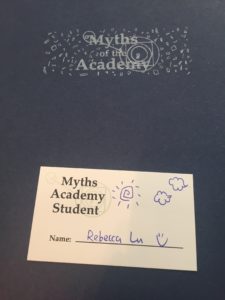 Myths
of the
Academy
Myths
Academy
Student
Name: Rebecca Lu